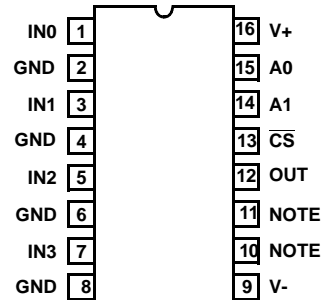 IN0 1 16 V+
GND 2 15 A0
IN1 3 14 A1
GND 4 13 C̅S̅
IN2 5 12 OUT
GND 6 11 NOTE
IN3 7 10 NOTE
GND 8 9 V-